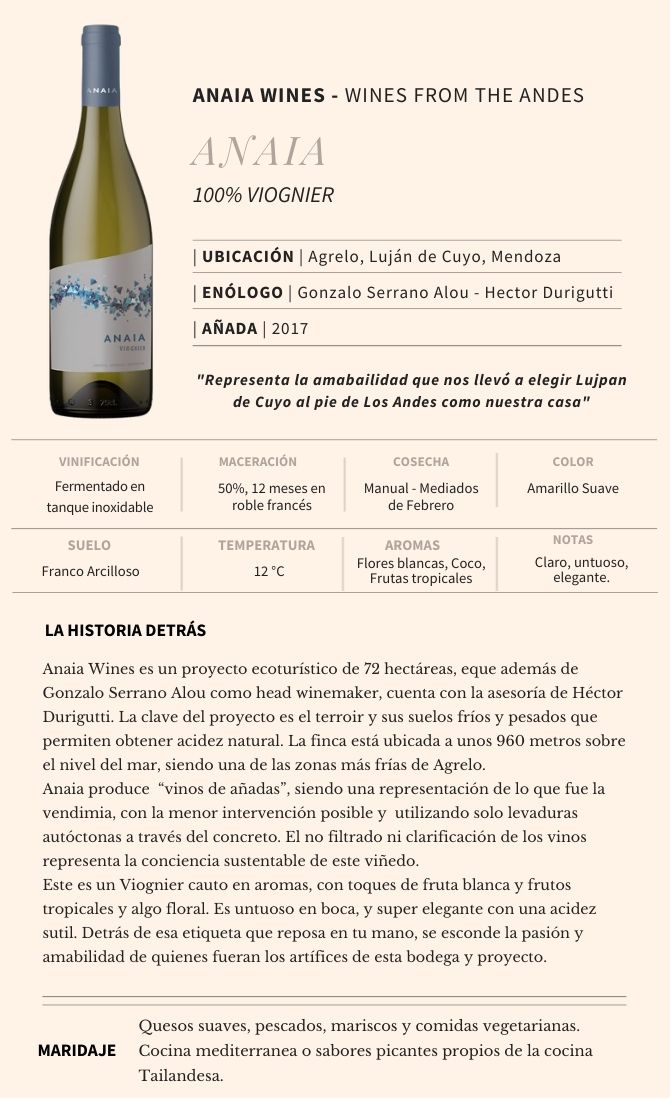 ANAIA
ANAIA WINES - WINES FROM THE ANDES
ANAIA
100% VIOGNIER
| UBICACIÓN | Agrelo, Luján de Cuyo, Mendoza
| ENÓLOGO | Gonzalo Serrano Alou - Hector Durigutti
| AÑADA | 2017
ANAIA
VIOGNIER
"Representa la amabailidad que nos llevó a elegir Lujpan
de Cuyo al pie de Los Andes como nuestra casa"
VINIFICACIÓN
Fermentado en
tanque inoxidable
MACERACIÓN
50%, 12 meses en
roble francés
COSECHA
Manual - Mediados
de Febrero
COLOR
Amarillo Suave
SUELO
Franco Arcilloso
TEMPERATURA
12 °C
AROMAS
Flores blancas, Coco,
Frutas tropicales
NOTAS
Claro, untuoso,
elegante.
LA HISTORIA DETRÁS
Anaia Wines es un proyecto ecoturístico de 72 hectáreas, eque además de
Gonzalo Serrano Alou como head winemaker, cuenta con la asesoría de Héctor
Durigutti. La clave del proyecto es el terroir y sus suelos fríos y pesados que
permiten obtener acidez natural. La finca está ubicada a unos 960 metros sobre
el nivel del mar, siendo una de las zonas más frías de Agrelo.
Anaia produce “vinos de añadas”, siendo una representación de lo que fue la
vendimia, con la menor intervención posible y utilizando solo levaduras
autóctonas a través del concreto. El no filtrado ni clarificación de los vinos
representa la conciencia sustentable de este viñedo.
Este es un Viognier cauto en aromas, con toques de fruta blanca y frutos
tropicales y algo floral. Es untuoso en boca, y super elegante con una acidez
sutil. Detrás de esa etiqueta que reposa en tu mano, se esconde la pasión y
amabilidad de quienes fueran los artífices de esta bodega y proyecto.
MARIDAJE
Quesos suaves, pescados, mariscos y comidas vegetarianas.
Cocina mediterranea o sabores picantes propios de la cocina
Tailandesa.